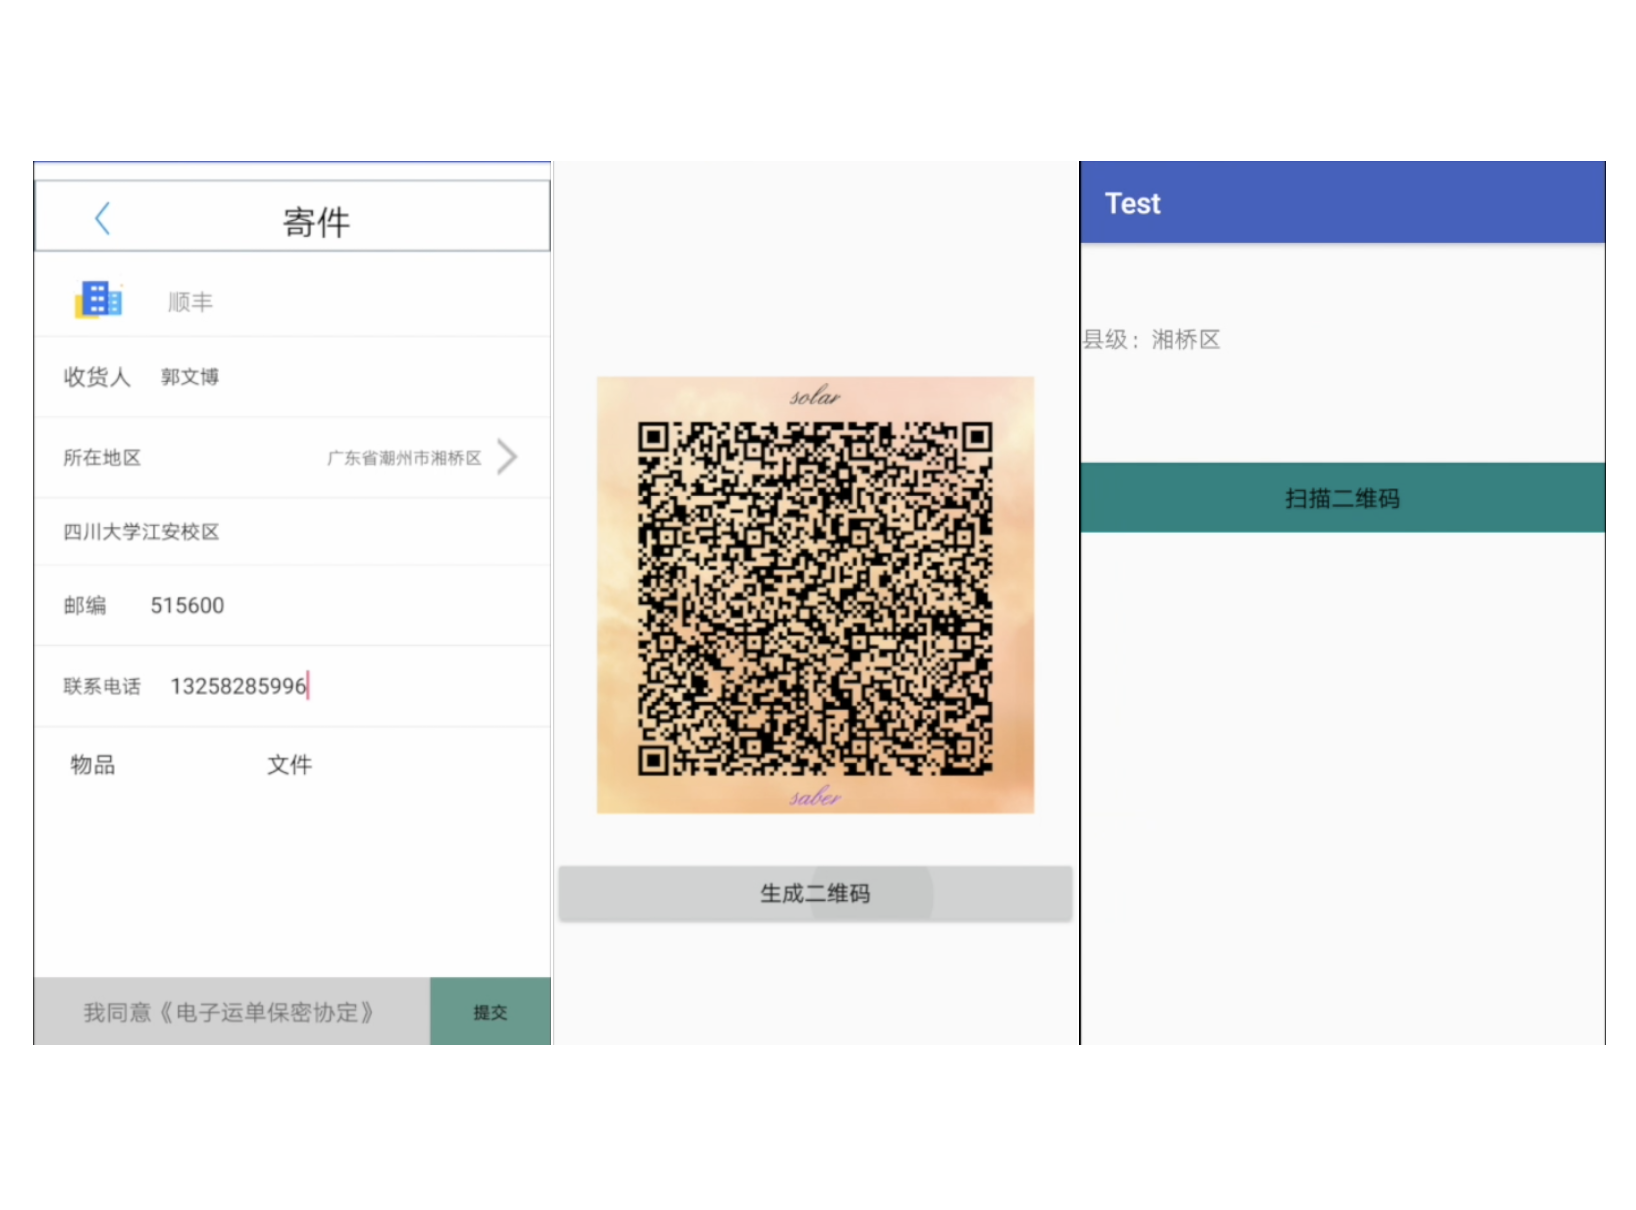 寄件
顺丰
收货人 郭文博
所在地区 广东省潮州市湘桥区
四川大学江安校区
邮编 515600
联系电话 13258285996
物品 文件
我同意《电子运单保密协定》 提交
solar
saber
生成二维码
Test
县级：湘桥区
扫描二维码